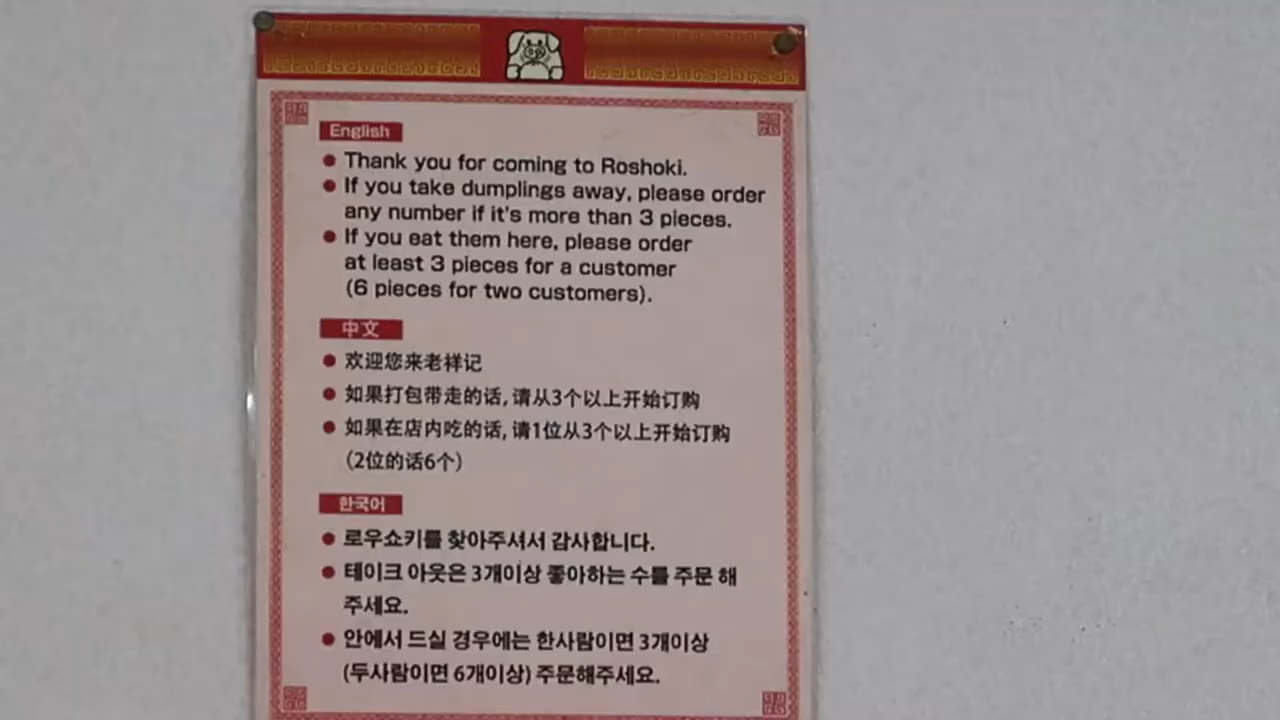 English
● Thank you for coming to Roshoki.
● If you take dumplings away, please order
any number if it's more than 3 pieces.
● If you eat them here, please order
at least 3 pieces for a customer
(6 pieces for two customers).
中文
● 欢迎您来老祥记
● 如果打包带走的话, 请从3个以上开始订购
● 如果在店内吃的话, 请1位从3个以上开始订购
（2位的话6个）
한국어
● 로우쇼키를 찾아주셔서 감사합니다.
● 테이크 아웃은 3개이상 좋아하는 수를 주문 해
주세요.
● 안에서 드실 경우에는 한사람이면 3개이상
(두사람이면 6개이상) 주문해주세요.